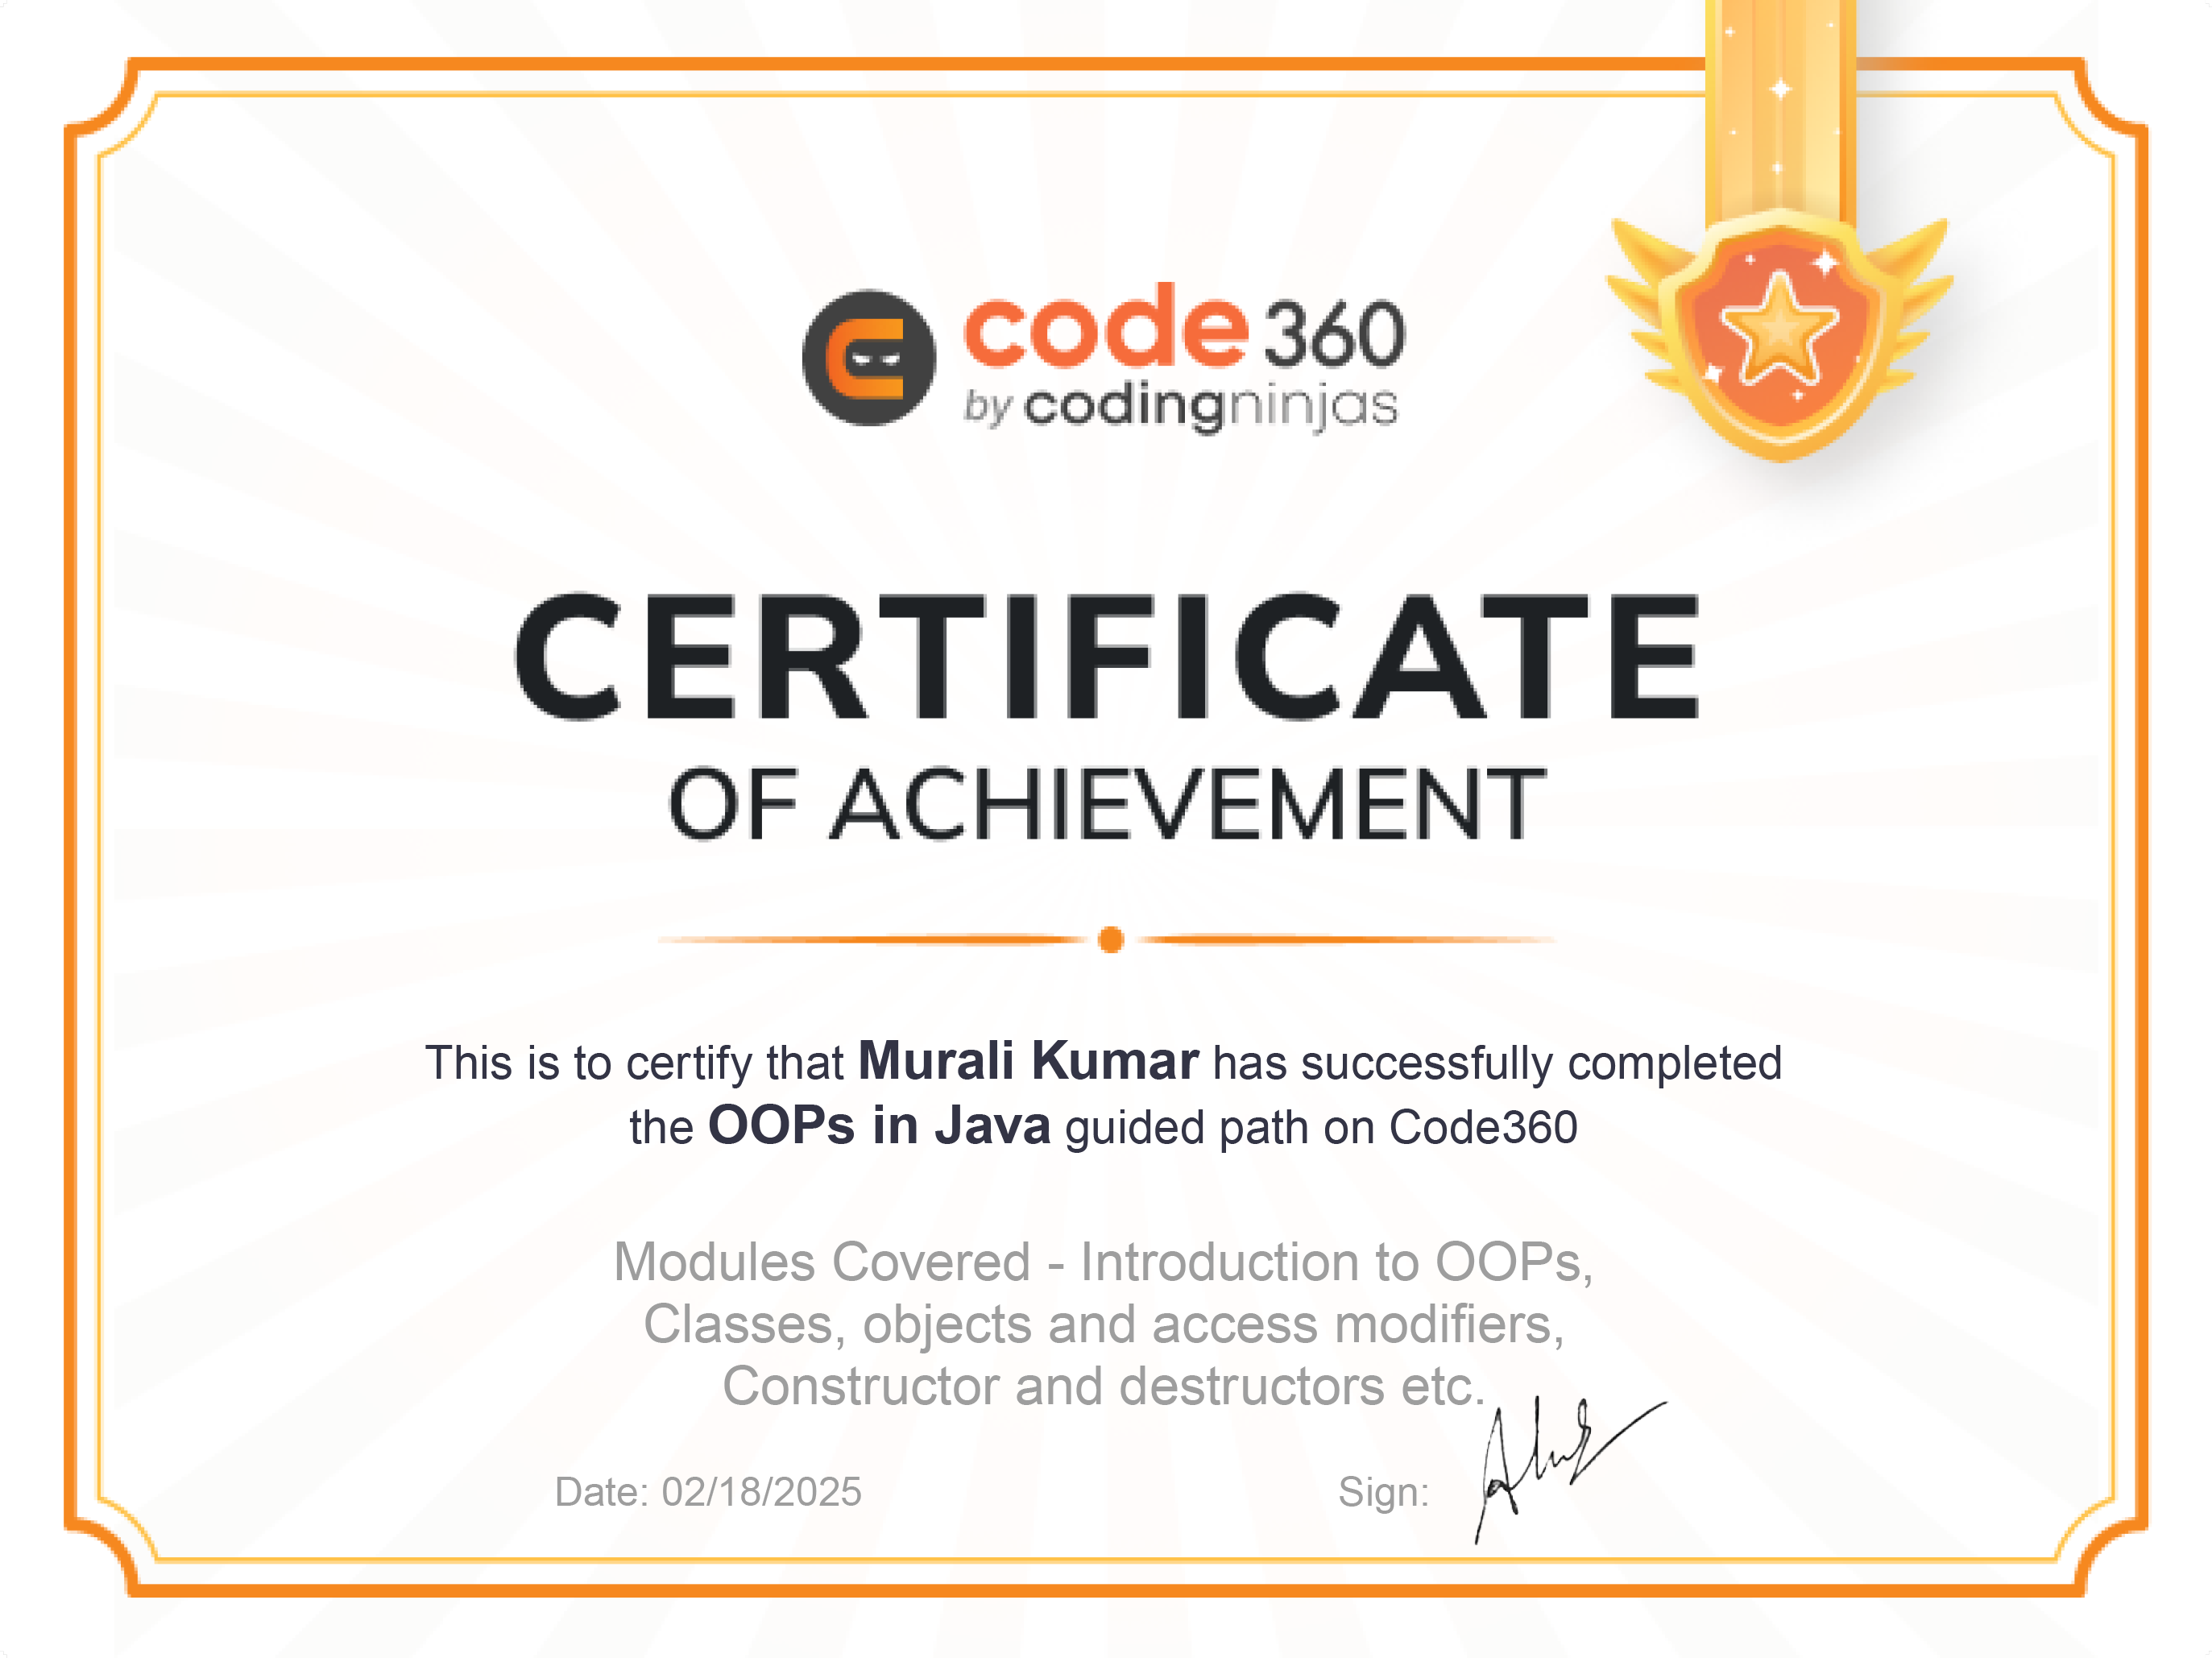 code 360
by codingninjas
CERTIFICATE
OF ACHIEVEMENT
This is to certify that Murali Kumar has successfully completed
the OOPs in Java guided path on Code360
Modules Covered - Introduction to OOPs,
Classes, objects and access modifiers,
Constructor and destructors etc.
Date: 02/18/2025
Sign: